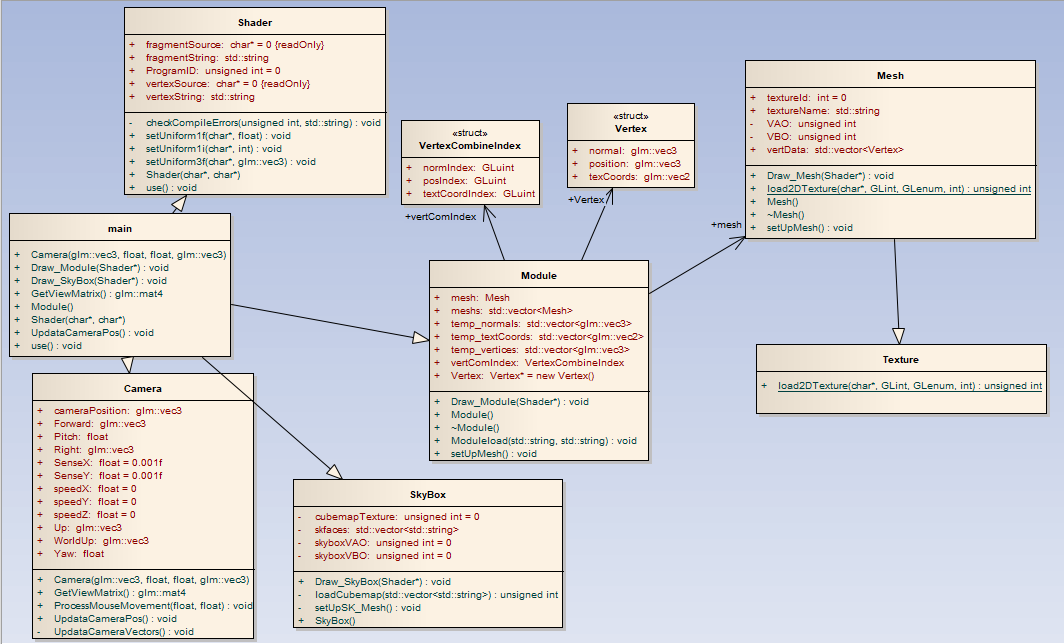 Shader
+ fragmentSource: char* = 0 {readOnly}
+ fragmentString: std::string
+ ProgramID: unsigned int = 0
+ vertexSource: char* = 0 {readOnly}
+ vertexString: std::string
- checkCompileErrors(unsigned int, std::string) : void
+ setUniform1f(char*, float) : void
+ setUniform1i(char*, int) : void
+ setUniform3f(char*, glm::vec3) : void
+ Shader(char*, char*)
+ use() : void
«struct»
VertexCombineIndex
+ normIndex: GLuint
+ posIndex: GLuint
+ textCoordIndex: GLuint
+vertComIndex
«struct»
Vertex
+ normal: glm::vec3
+ position: glm::vec3
+ texCoords: glm::vec2
+Vertex
Mesh
+ textureId: int = 0
+ textureName: std::string
- VAO: unsigned int
- VBO: unsigned int
+ vertData: std::vector<Vertex>
+ Draw_Mesh(Shader*) : void
+ load2DTexture(char*, GLint, GLenum, int) : unsigned int
+ Mesh()
+ ~Mesh()
+ setUpMesh() : void
+mesh
main
+ Camera(glm::vec3, float, float, glm::vec3)
+ Draw_Module(Shader*) : void
+ Draw_SkyBox(Shader*) : void
+ GetViewMatrix() : glm::mat4
+ Module()
+ Shader(char*, char*)
+ UpdataCameraPos() : void
+ use() : void
Module
+ mesh: Mesh
+ meshs: std::vector<Mesh>
+ temp_normals: std::vector<glm::vec3>
+ temp_textCoords: std::vector<glm::vec2>
+ temp_vertices: std::vector<glm::vec3>
+ vertComIndex: VertexCombineIndex
+ Vertex: Vertex* = new Vertex()
+ Draw_Module(Shader*) : void
+ Module()
+ ~Module()
+ Moduleload(std::string, std::string) : void
+ setUpMesh() : void
Texture
+ load2DTexture(char*, GLint, GLenum, int) : unsigned int
Camera
+ cameraPosition: glm::vec3
+ Forward: glm::vec3
+ Pitch: float
+ Right: glm::vec3
+ SenseX: float = 0.001f
+ SenseY: float = 0.001f
+ speedX: float = 0
+ speedY: float = 0
+ speedZ: float = 0
+ Up: glm::vec3
+ WorldUp: glm::vec3
+ Yaw: float
+ Camera(glm::vec3, float, float, glm::vec3)
+ GetViewMatrix() : glm::mat4
+ ProcessMouseMovement(float, float) : void
+ UpdataCameraPos() : void
- UpdataCameraVectors() : void
SkyBox
- cubemapTexture: unsigned int = 0
- skfaces: std::vector<std::string>
- skyboxVAO: unsigned int = 0
- skyboxVBO: unsigned int = 0
+ Draw_SkyBox(Shader*) : void
- loadCubemap(std::vector<std::string>) : unsigned int
- setUpSK_Mesh() : void
+ SkyBox()